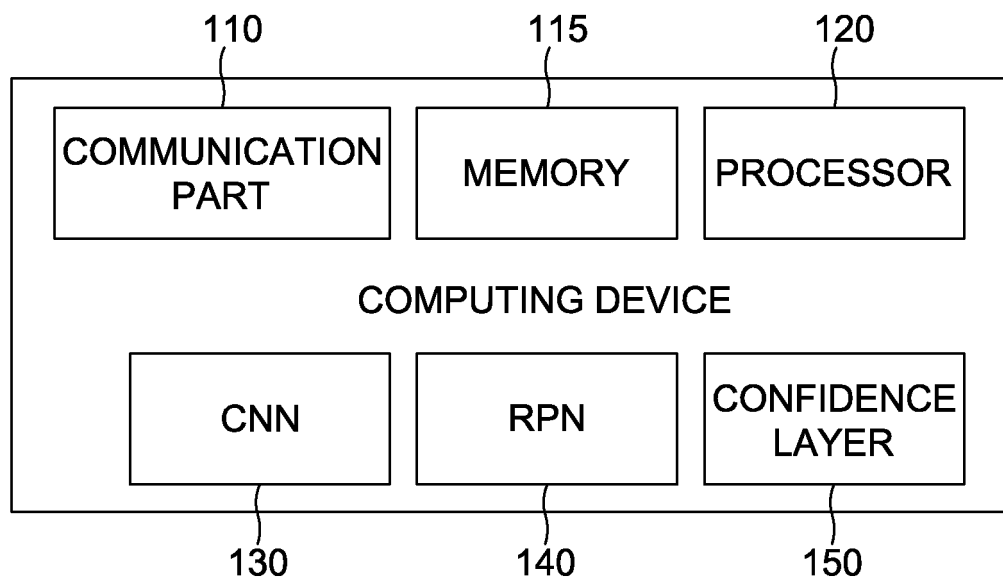 110 115 120
COMMUNICATION
PART
MEMORY
PROCESSOR
COMPUTING DEVICE
CNN
RPN
CONFIDENCE
LAYER
130 140 150